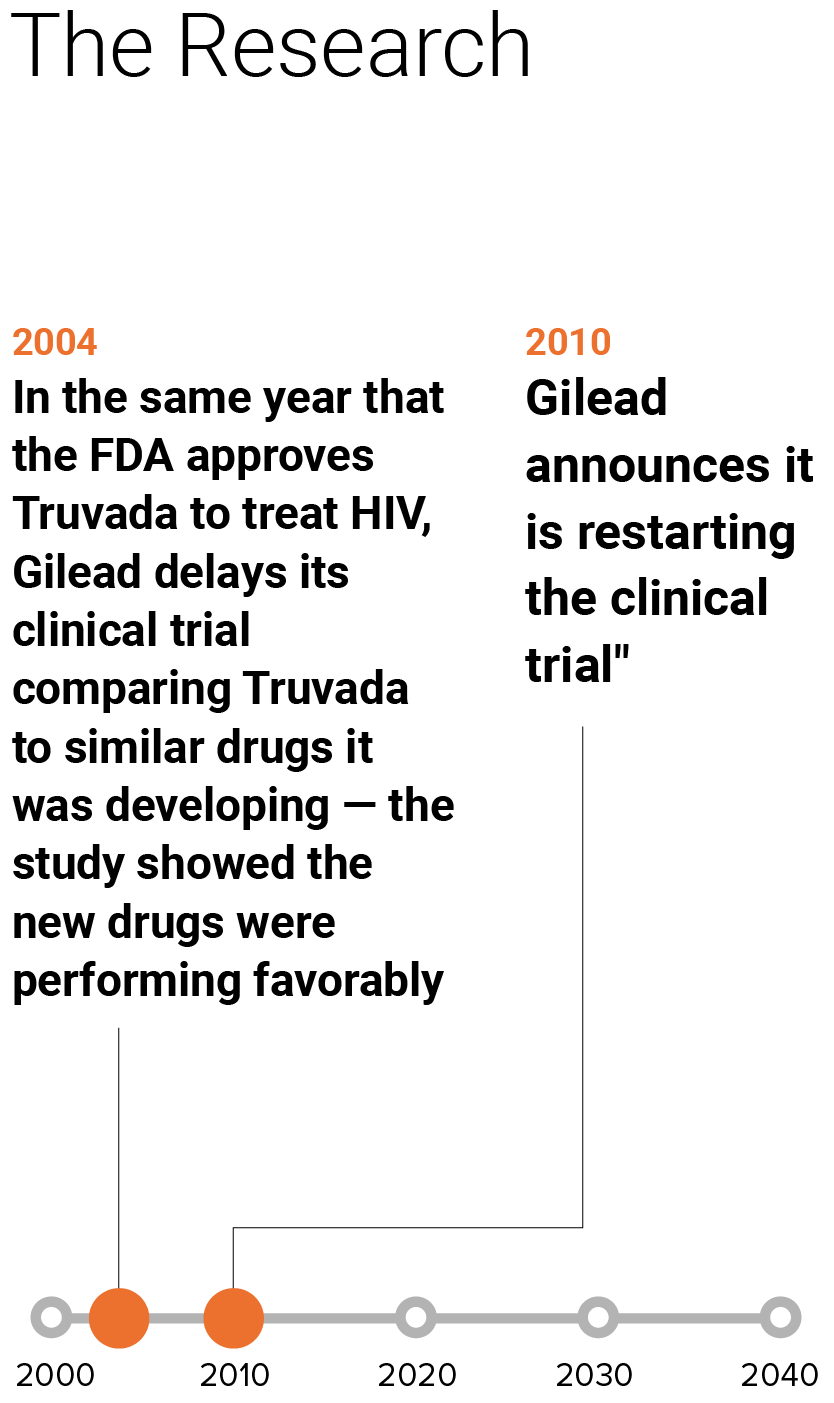 The Research
2004
In the same year that
the FDA approves
Truvada to treat HIV,
Gilead delays its
clinical trial
comparing Truvada
to similar drugs it
was developing — the
study showed the
new drugs were
performing favorably
2010
Gilead
announces it
is restarting
the clinical
trial"
2000
2010
2020
2030
2040